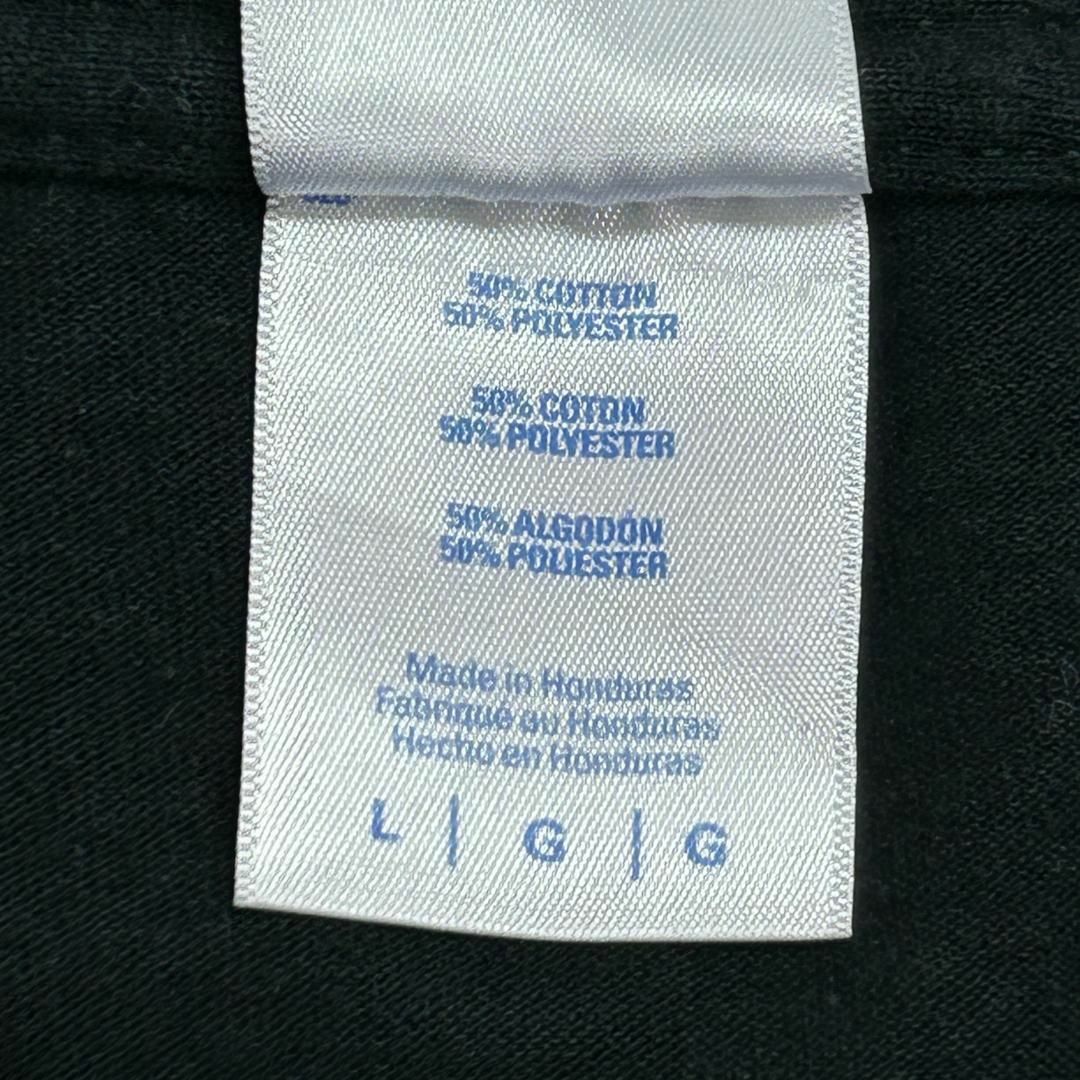 50% COTTON
50% POLYESTER
50% COTON
50% POLYESTER
50% ALGODÓN
50% POLIÉSTER
Made in Honduras
Fabriqué au Honduras
Hecho en Honduras
L | G | G